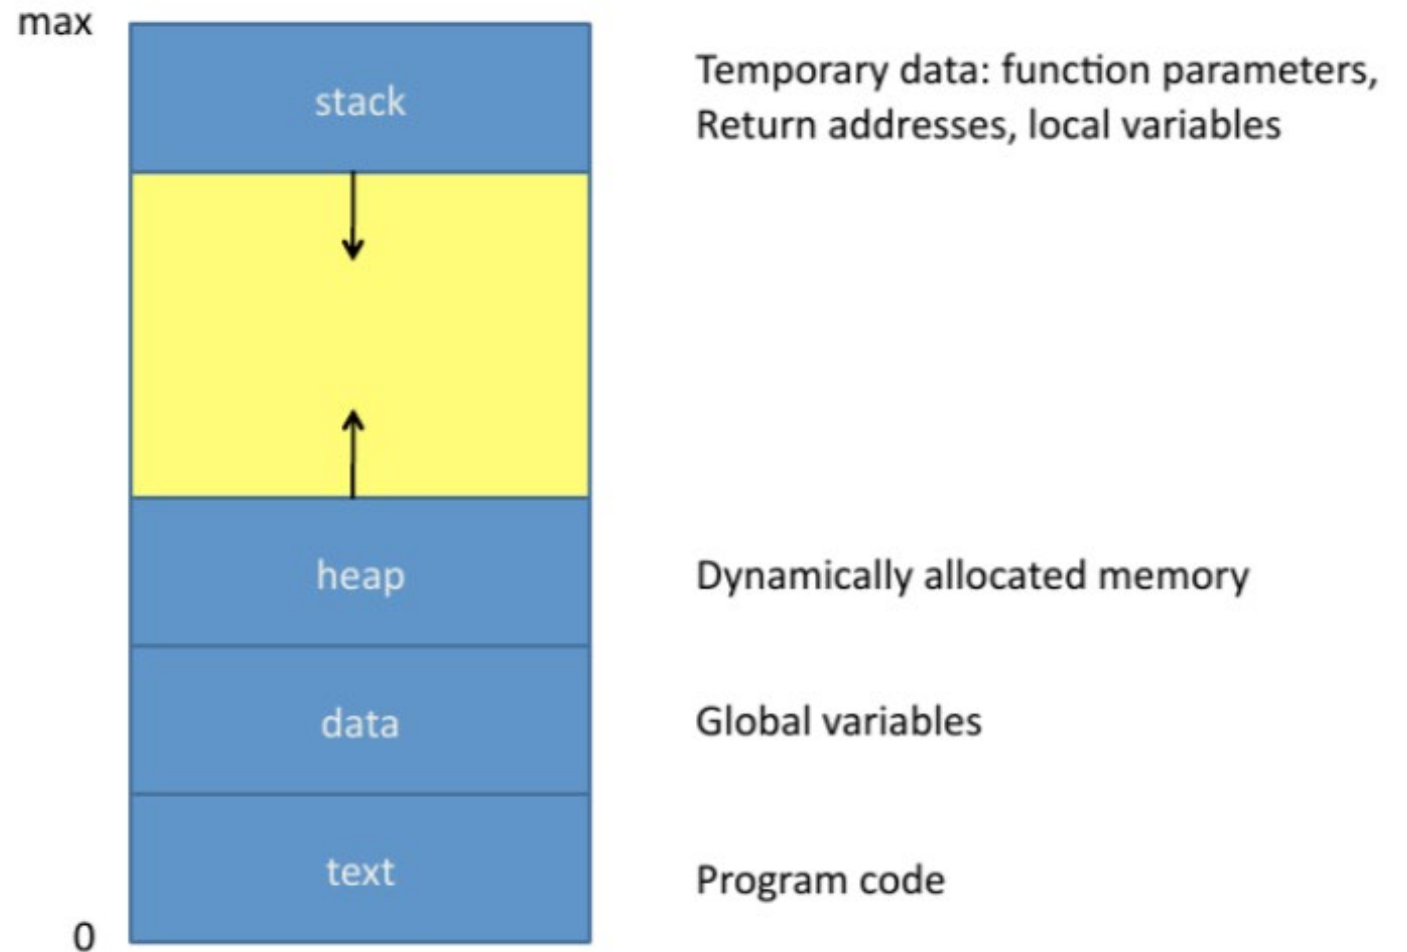 max
stack
Temporary data: function parameters,
Return addresses, local variables
heap
Dynamically allocated memory
data
Global variables
text
Program code
0